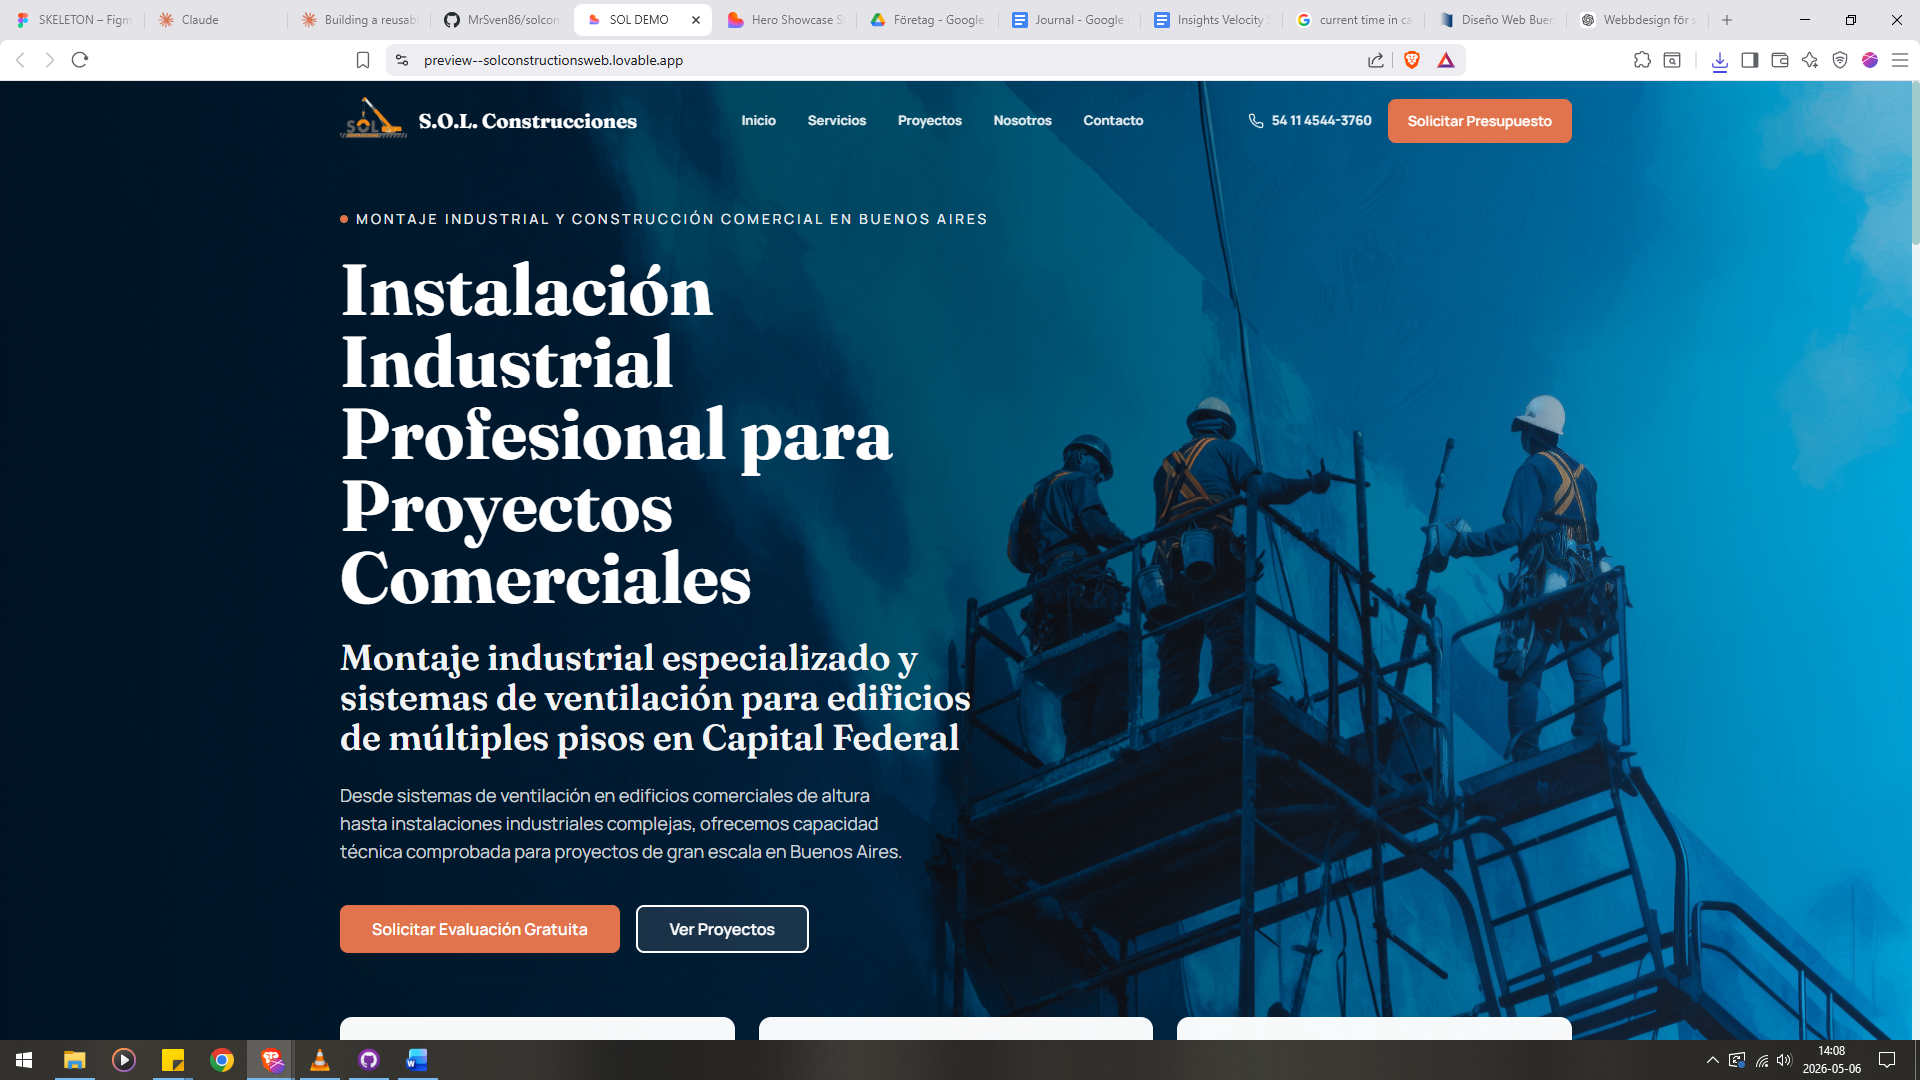 SKELETON – Figm
Claude
Building a reusab
MrSven86/solcon
SOL DEMO
Hero Showcase S
Företag - Google
Journal - Google
Insights Velocity S
current time in ca
Diseño Web Buen
Webbdesign för s
preview--solconstructionsweb.lovable.app
SOL
S.O.L. Construcciones
Inicio
Servicios
Proyectos
Nosotros
Contacto
54 11 4544-3760
Solicitar Presupuesto
MONTAJE INDUSTRIAL Y CONSTRUCCIÓN COMERCIAL EN BUENOS AIRES
Instalación
Industrial
Profesional para
Proyectos
Comerciales
Montaje industrial especializado y
sistemas de ventilación para edificios
de múltiples pisos en Capital Federal
Desde sistemas de ventilación en edificios comerciales de altura
hasta instalaciones industriales complejas, ofrecemos capacidad
técnica comprobada para proyectos de gran escala en Buenos Aires.
Solicitar Evaluación Gratuita
Ver Proyectos
14:08
2026-05-06